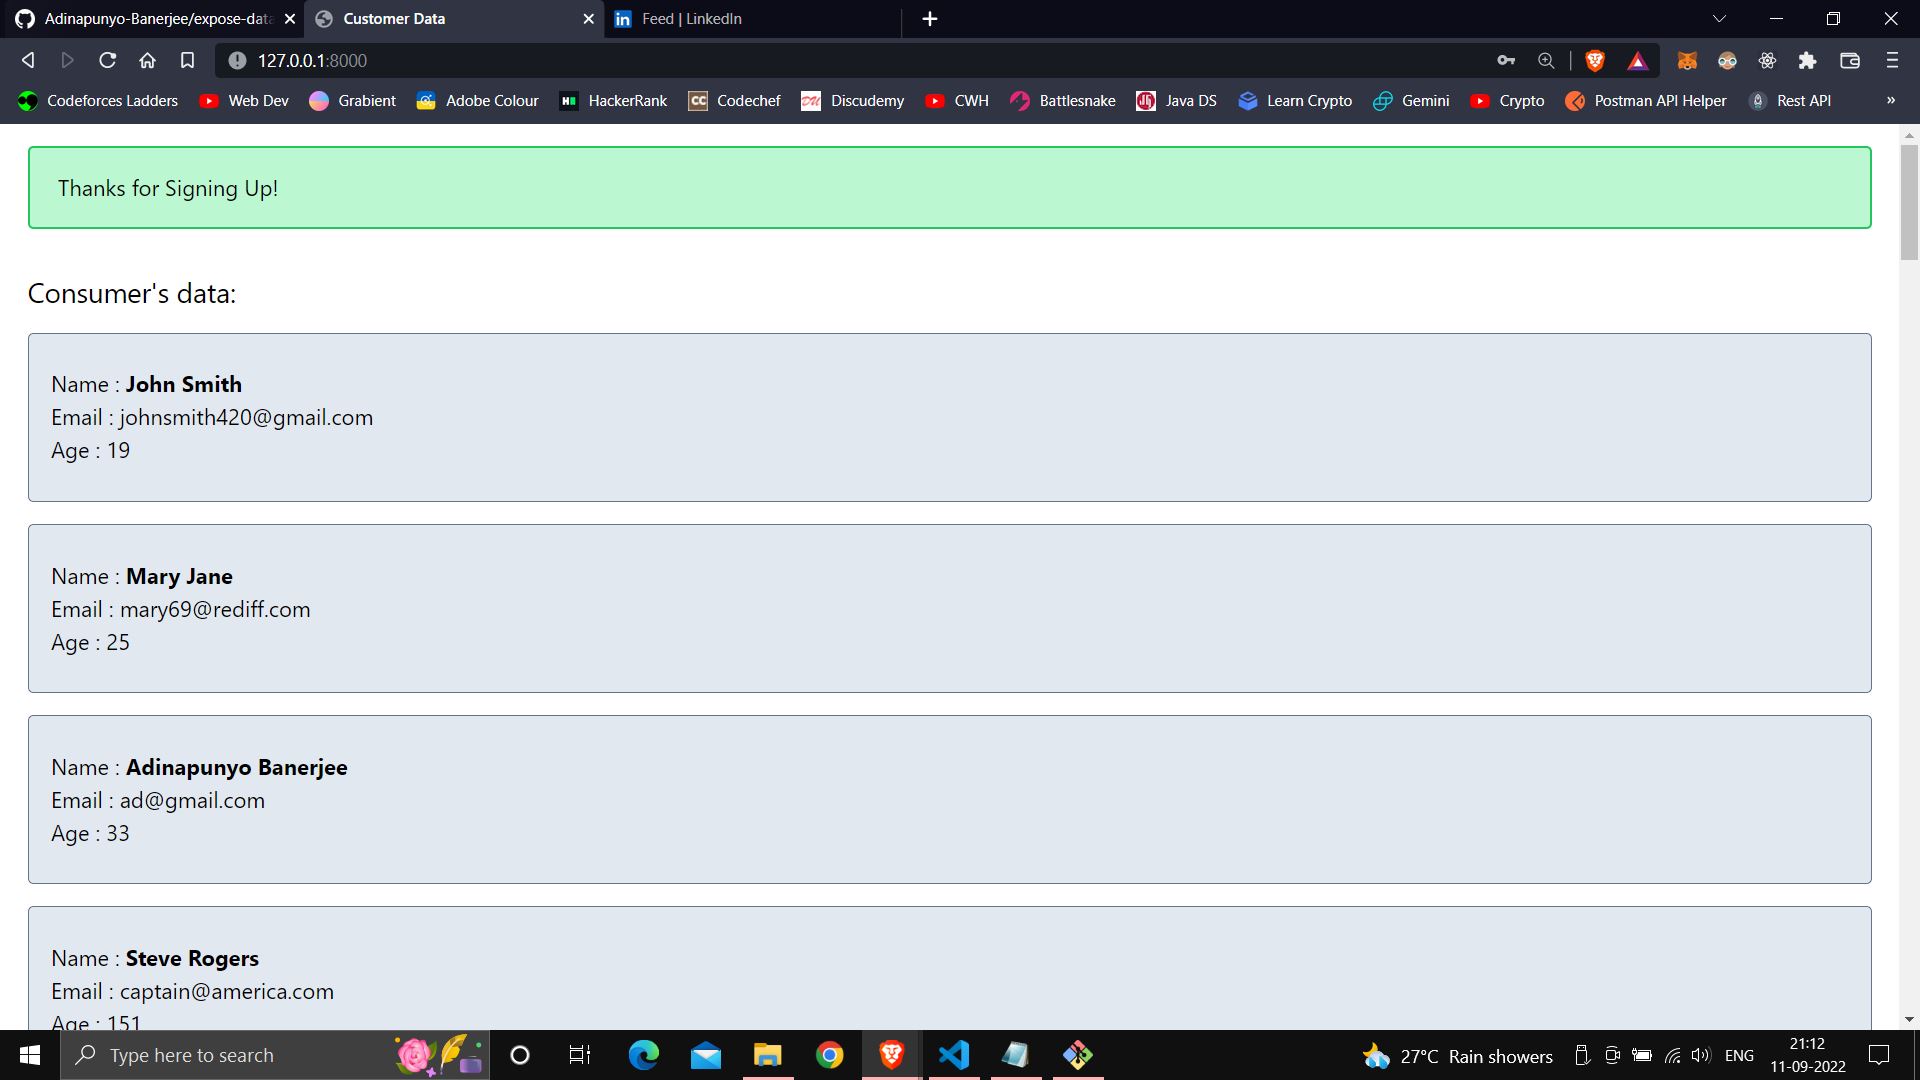 Adinapunyo-Banerjee/expose-data
Customer Data
Feed | LinkedIn
127.0.0.1:8000
Codeforces Ladders
Web Dev
Grabient
Adobe Colour
HackerRank
CC Codechef
DU Discudemy
CWH
Battlesnake
Java DS
Learn Crypto
Gemini
Crypto
Postman API Helper
Rest API
»
Thanks for Signing Up!
Consumer's data:
Name : John Smith
Email : johnsmith420@gmail.com
Age : 19
Name : Mary Jane
Email : mary69@rediff.com
Age : 25
Name : Adinapunyo Banerjee
Email : ad@gmail.com
Age : 33
Name : Steve Rogers
Email : captain@america.com
Age : 151
Type here to search
27°C Rain showers
ENG
21:12
11-09-2022